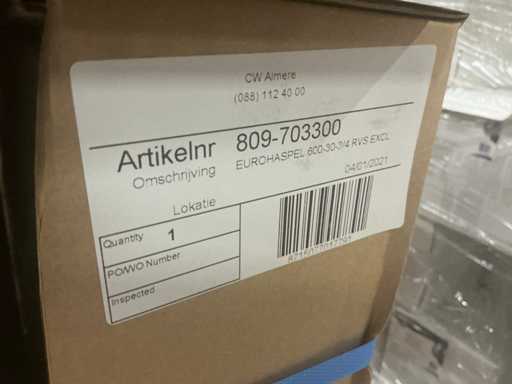 CW Almere
(088) 112 40 00
Artikelnr 809-703300
Omschrijving EUROHASPEL 600-30-3/4 RVS EXCL
04/01/2021
Lokatie
Quantity 1
PO/WO Number
Inspected